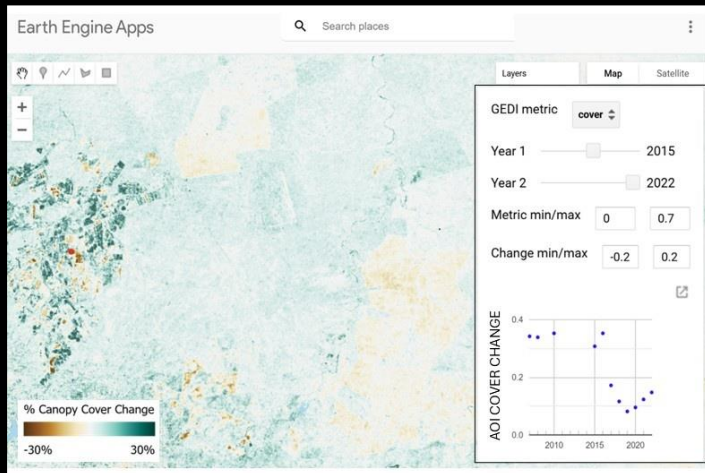 Earth Engine Apps
Search places
Layers
Map
Satellite
+
−
GEDI metric
cover
Year 1
2015
Year 2
2022
Metric min/max
0
0.7
Change min/max
-0.2
0.2
AOI COVER CHANGE
0.4
0.2
0.0
2010
2015
2020
% Canopy Cover Change
-30%
30%